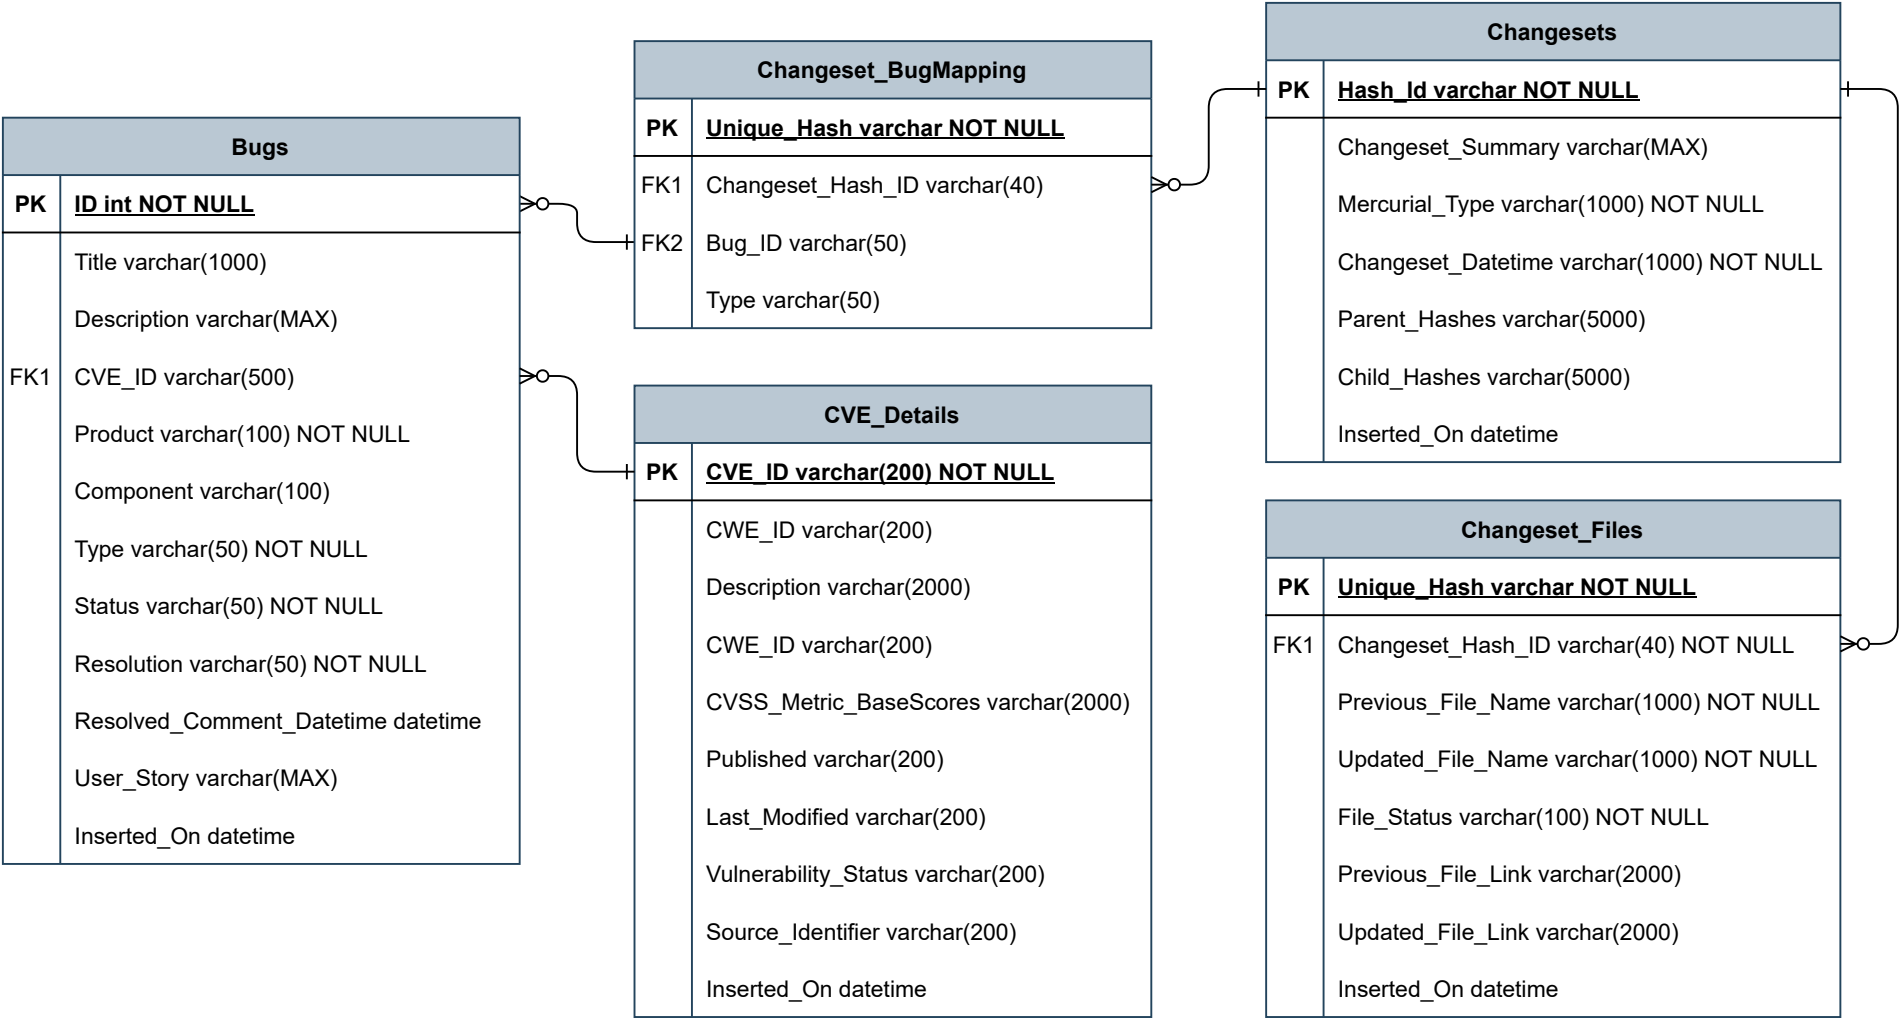 Bugs
PK ID int NOT NULL
Title varchar(1000)
Description varchar(MAX)
FK1 CVE_ID varchar(500)
Product varchar(100) NOT NULL
Component varchar(100)
Type varchar(50) NOT NULL
Status varchar(50) NOT NULL
Resolution varchar(50) NOT NULL
Resolved_Comment_Datetime datetime
User_Story varchar(MAX)
Inserted_On datetime
Changeset_BugMapping
PK Unique_Hash varchar NOT NULL
FK1 Changeset_Hash_ID varchar(40)
FK2 Bug_ID varchar(50)
Type varchar(50)
CVE_Details
PK CVE_ID varchar(200) NOT NULL
CWE_ID varchar(200)
Description varchar(2000)
CWE_ID varchar(200)
CVSS_Metric_BaseScores varchar(2000)
Published varchar(200)
Last_Modified varchar(200)
Vulnerability_Status varchar(200)
Source_Identifier varchar(200)
Inserted_On datetime
Changesets
PK Hash_Id varchar NOT NULL
Changeset_Summary varchar(MAX)
Mercurial_Type varchar(1000) NOT NULL
Changeset_Datetime varchar(1000) NOT NULL
Parent_Hashes varchar(5000)
Child_Hashes varchar(5000)
Inserted_On datetime
Changeset_Files
PK Unique_Hash varchar NOT NULL
FK1 Changeset_Hash_ID varchar(40) NOT NULL
Previous_File_Name varchar(1000) NOT NULL
Updated_File_Name varchar(1000) NOT NULL
File_Status varchar(100) NOT NULL
Previous_File_Link varchar(2000)
Updated_File_Link varchar(2000)
Inserted_On datetime